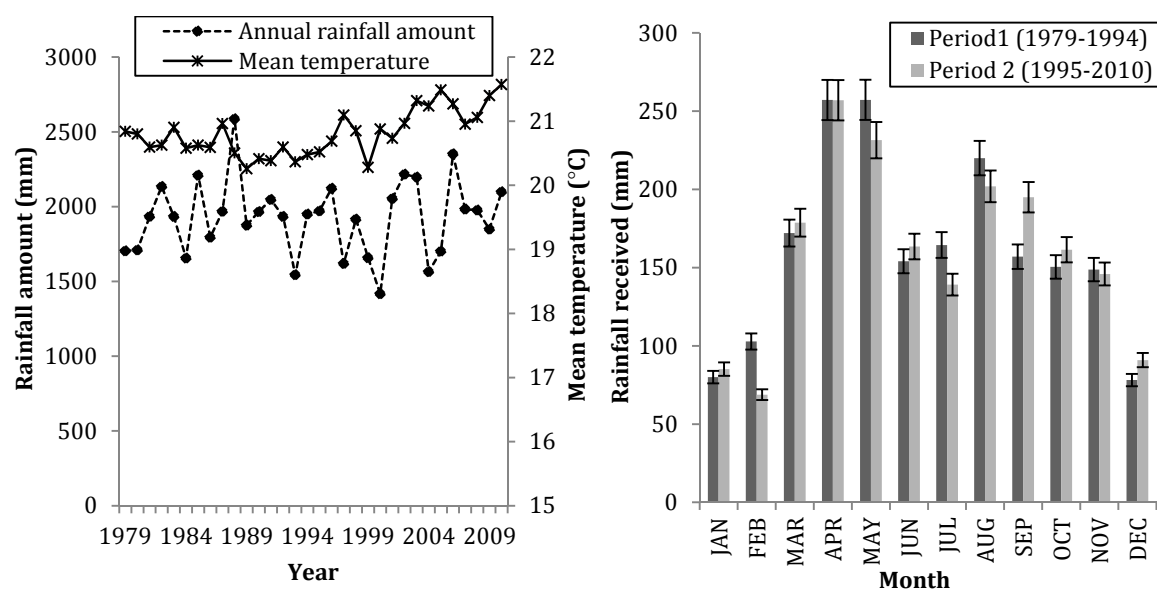 Annual rainfall amount
Mean temperature
3000
2500
2000
1500
1000
500
0
Rainfall amount (mm)
22
21
20
19
18
17
16
15
Mean temperature (°C)
1979 1984 1989 1994 1999 2004 2009
Year
Period1 (1979-1994)
Period 2 (1995-2010)
300
250
200
150
100
50
0
Rainfall received (mm)
JAN
FEB
MAR
APR
MAY
JUN
JUL
AUG
SEP
OCT
NOV
DEC
Month